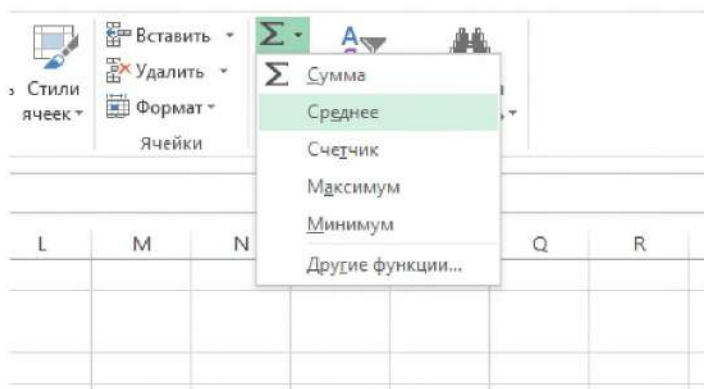 Вставить
Удалить
Формат
Стили
ячеек
Ячейки
Σ
А
Σ Сумма
Среднее
Счетчик
Максимум
Минимум
Другие функции...
L M N Q R